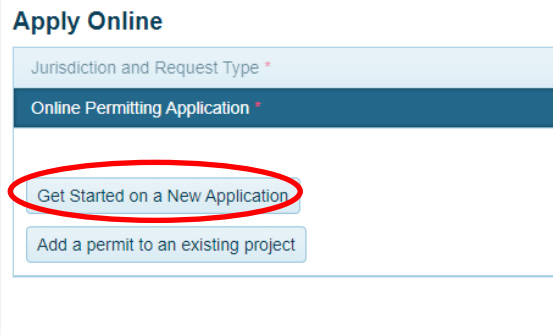 Apply Online
Jurisdiction and Request Type *
Online Permitting Application *
Get Started on a New Application
Add a permit to an existing project